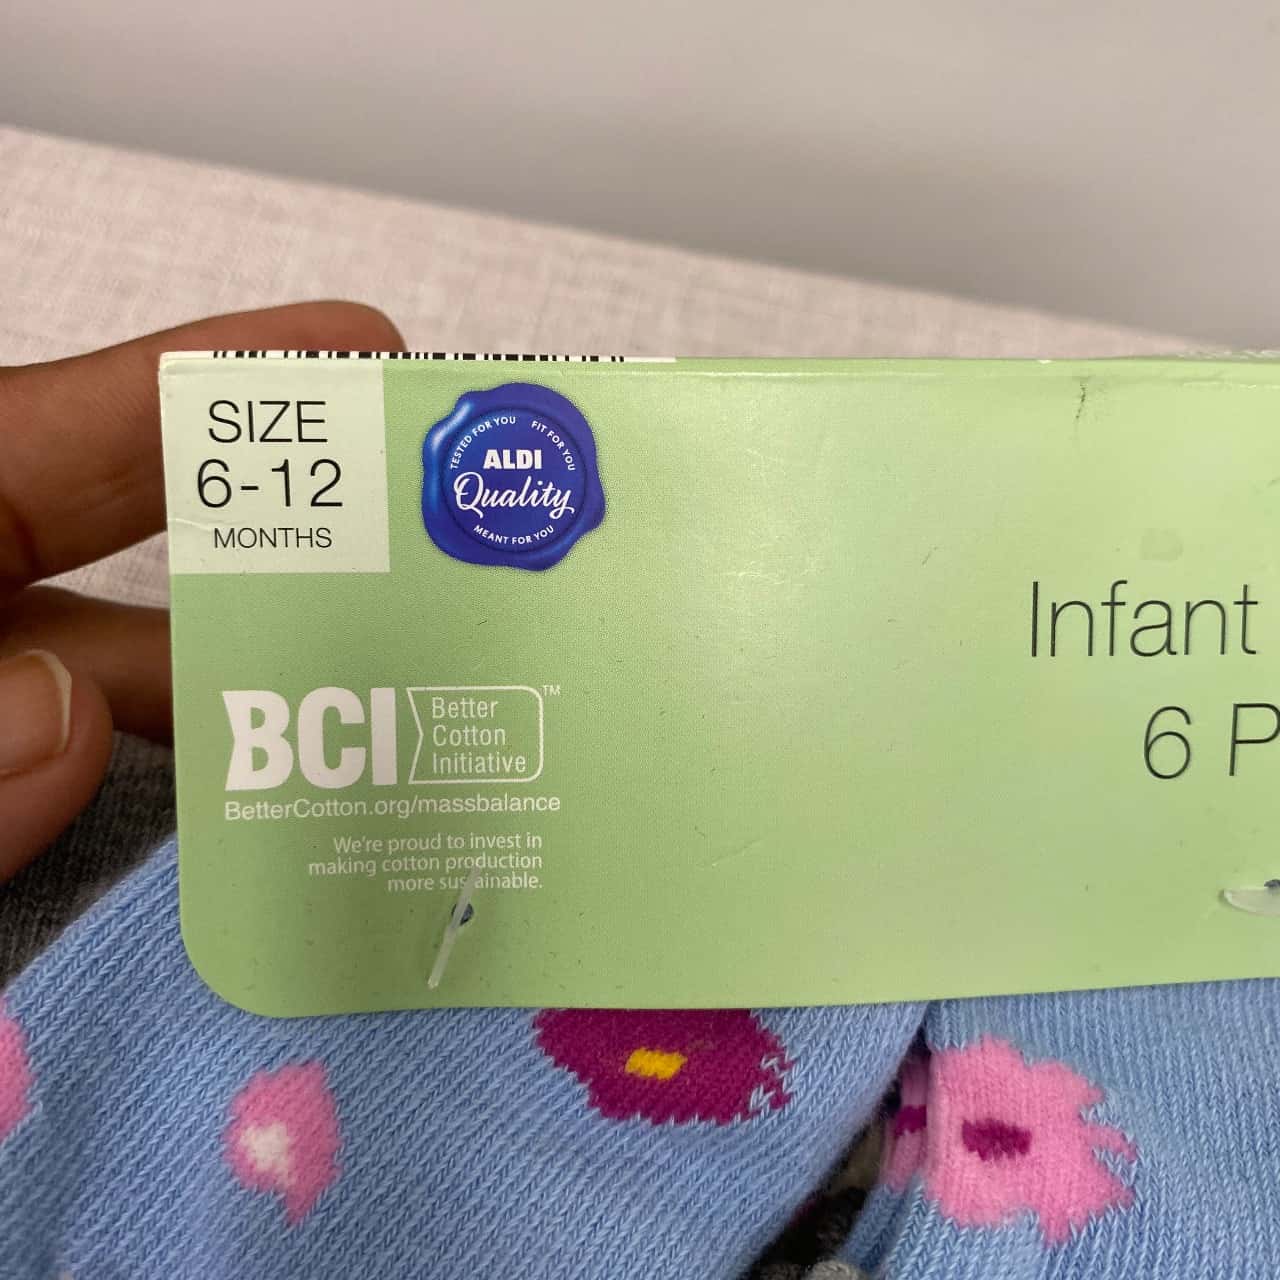 SIZE
6-12
MONTHS
TESTED FOR YOU
FIT FOR YOU
ALDI
Quality
MEANT FOR YOU
Infant
6 P
BCI
Better
Cotton
Initiative
TM
BetterCotton.org/massbalance
We're proud to invest in
making cotton production
more sustainable.